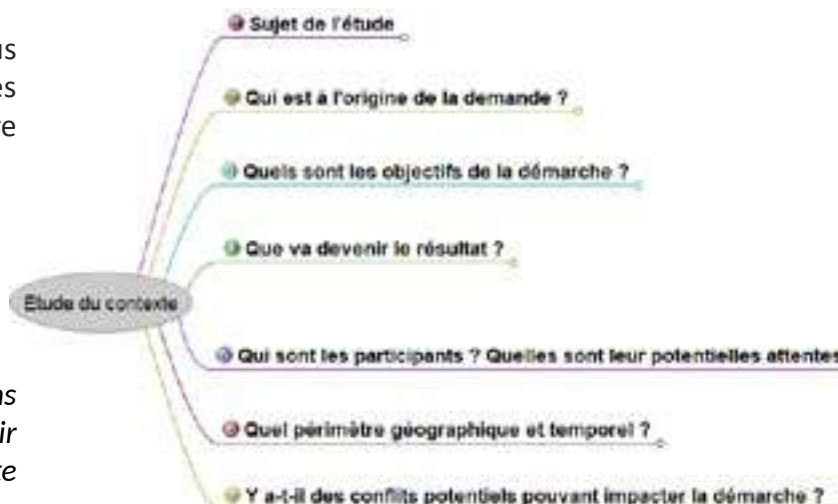 Sujet de l'étude
Qui est à l'origine de la demande ?
Quels sont les objectifs de la démarche ?
Que va devenir le résultat ?
Etude du contexte
Qui sont les participants ? Quelles sont leur potentielles attentes
Quel périmètre géographique et temporel ?
Y a-t-il des conflits potentiels pouvant impacter la démarche ?